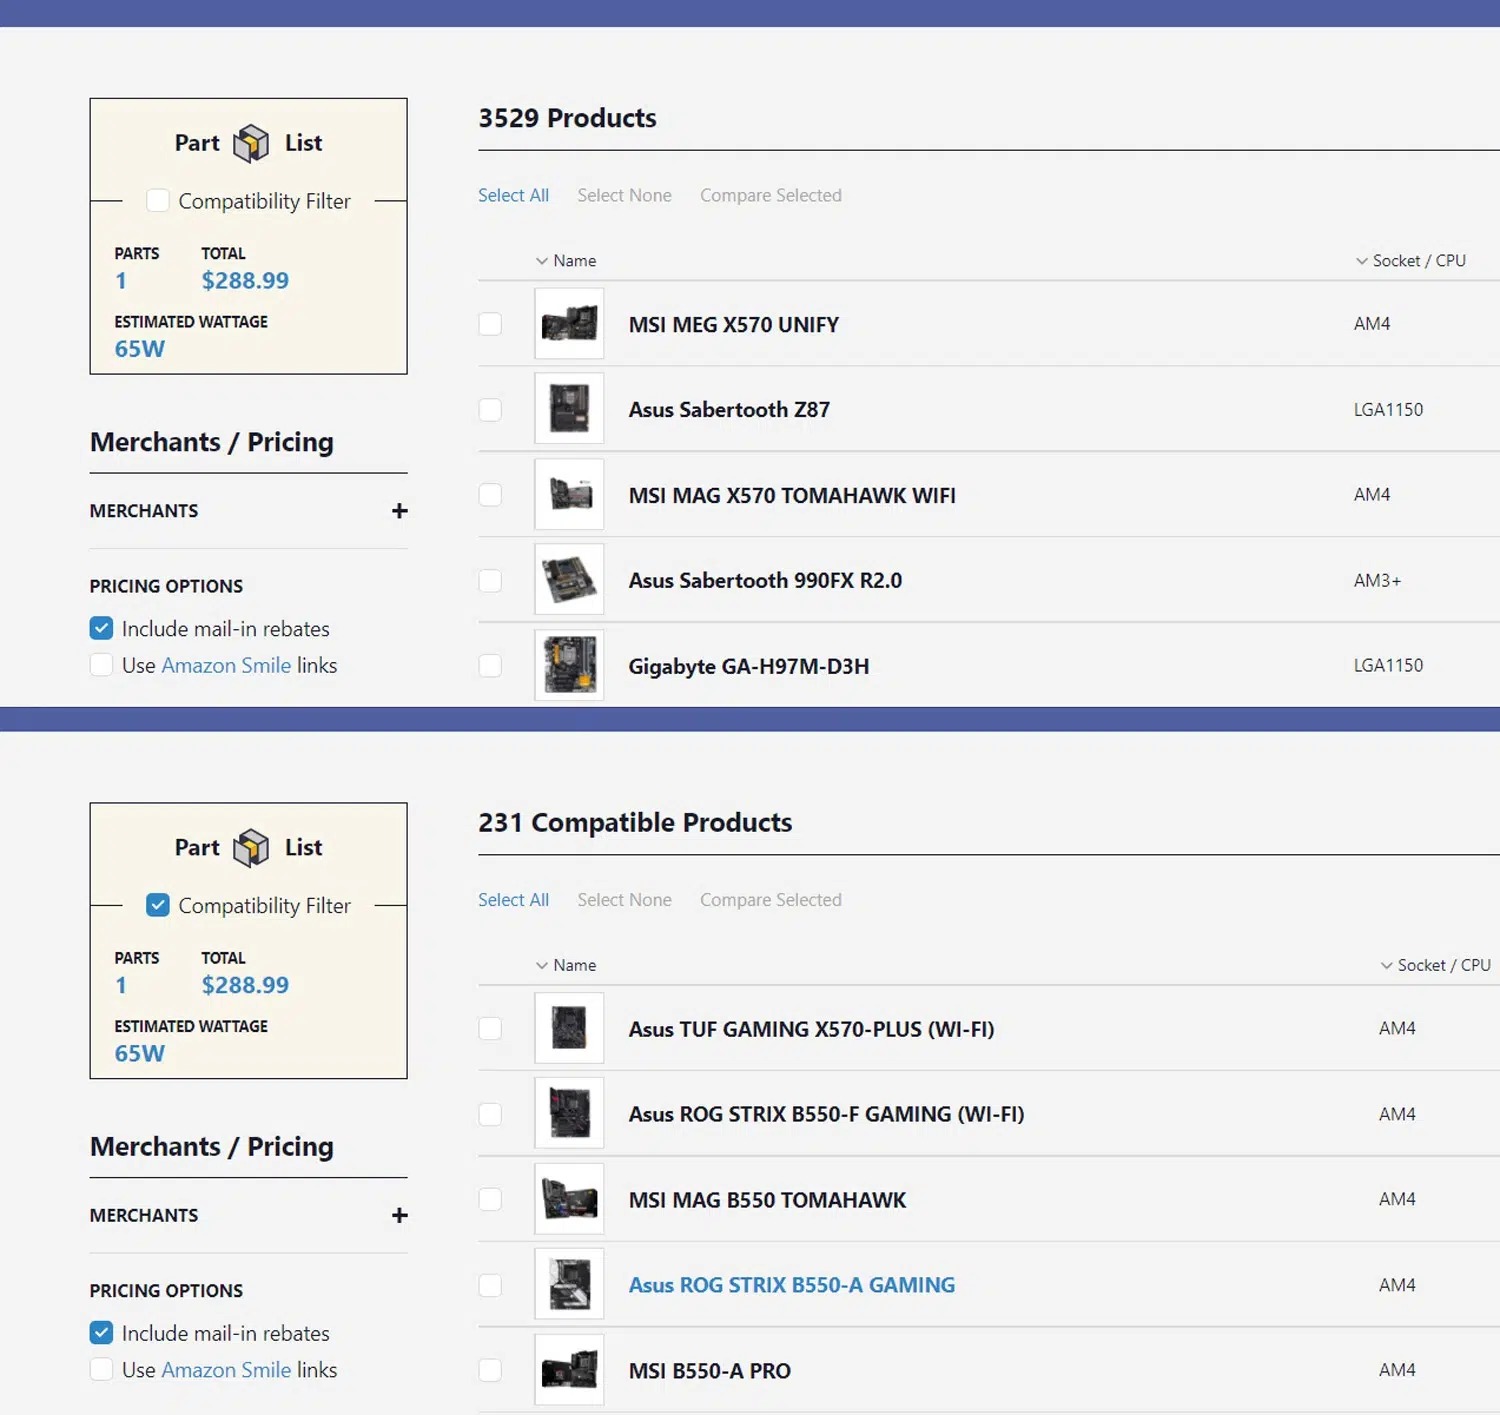 Part List
Compatibility Filter
PARTS TOTAL
1 $288.99
ESTIMATED WATTAGE
65W
Merchants / Pricing
MERCHANTS +
PRICING OPTIONS
Include mail-in rebates
Use Amazon Smile links
3529 Products
Select All Select None Compare Selected
Name Socket / CPU
MSI MEG X570 UNIFY AM4
Asus Sabertooth Z87 LGA1150
MSI MAG X570 TOMAHAWK WIFI AM4
Asus Sabertooth 990FX R2.0 AM3+
Gigabyte GA-H97M-D3H LGA1150
Part List
Compatibility Filter
PARTS TOTAL
1 $288.99
ESTIMATED WATTAGE
65W
Merchants / Pricing
MERCHANTS +
PRICING OPTIONS
Include mail-in rebates
Use Amazon Smile links
231 Compatible Products
Select All Select None Compare Selected
Name Socket / CPU
Asus TUF GAMING X570-PLUS (WI-FI) AM4
Asus ROG STRIX B550-F GAMING (WI-FI) AM4
MSI MAG B550 TOMAHAWK AM4
Asus ROG STRIX B550-A GAMING AM4
MSI B550-A PRO AM4